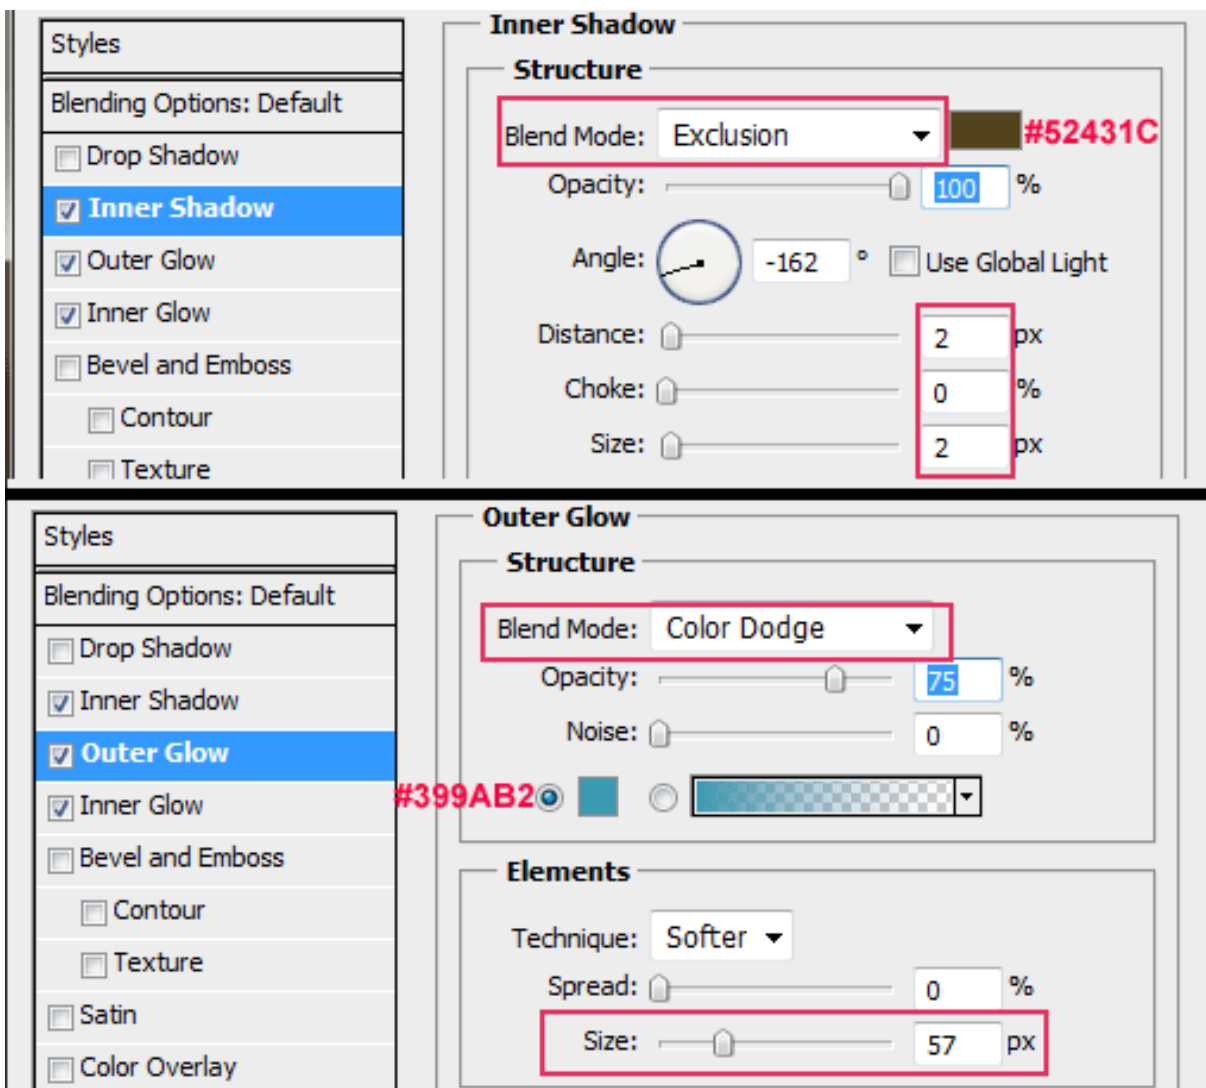 Styles
Blending Options: Default
Drop Shadow
Inner Shadow
Outer Glow
Inner Glow
Bevel and Emboss
Contour
Texture
Inner Shadow
Structure
Blend Mode: Exclusion #52431C
Opacity: 100 %
Angle: -162 ° Use Global Light
Distance: 2 px
Choke: 0 %
Size: 2 px
Styles
Blending Options: Default
Drop Shadow
Inner Shadow
Outer Glow
Inner Glow
Bevel and Emboss
Contour
Texture
Satin
Color Overlay
Outer Glow
Structure
Blend Mode: Color Dodge
Opacity: 75 %
Noise: 0 %
#399AB2
Elements
Technique: Softer
Spread: 0 %
Size: 57 px